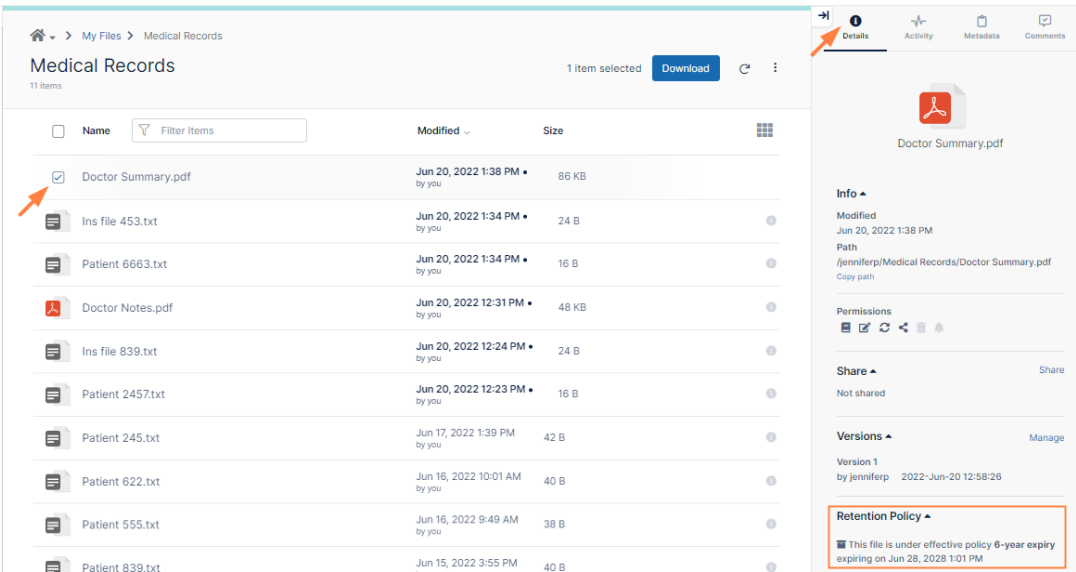 My Files
Medical Records
Medical Records
11 items
1 item selected
Download
Name
Filter Items
Modified
Size
Doctor Summary.pdf
Jun 20, 2022 1:38 PM •
by you
86 KB
Ins file 453.txt
Jun 20, 2022 1:34 PM •
by you
24 B
Patient 6663.txt
Jun 20, 2022 1:34 PM •
by you
16 B
Doctor Notes.pdf
Jun 20, 2022 12:31 PM •
by you
48 KB
Ins file 839.txt
Jun 20, 2022 12:24 PM •
by you
24 B
Patient 2457.txt
Jun 20, 2022 12:23 PM •
by you
16 B
Patient 245.txt
Jun 17, 2022 1:39 PM
by you
42 B
Patient 622.txt
Jun 16, 2022 10:01 AM
by you
40 B
Patient 555.txt
Jun 16, 2022 9:49 AM
by you
38 B
Patient 839.txt
Jun 15, 2022 3:55 PM
40 B
Details
Activity
Metadata
Comments
Doctor Summary.pdf
Info
Modified
Jun 20, 2022 1:38 PM
Path
/jenniferp/Medical Records/Doctor Summary.pdf
Copy path
Permissions
Share
Share
Not shared
Versions
Manage
Version 1
by jenniferp 2022-Jun-20 12:58:26
Retention Policy
This file is under effective policy 6-year expiry
expiring on Jun 28, 2028 1:01 PM